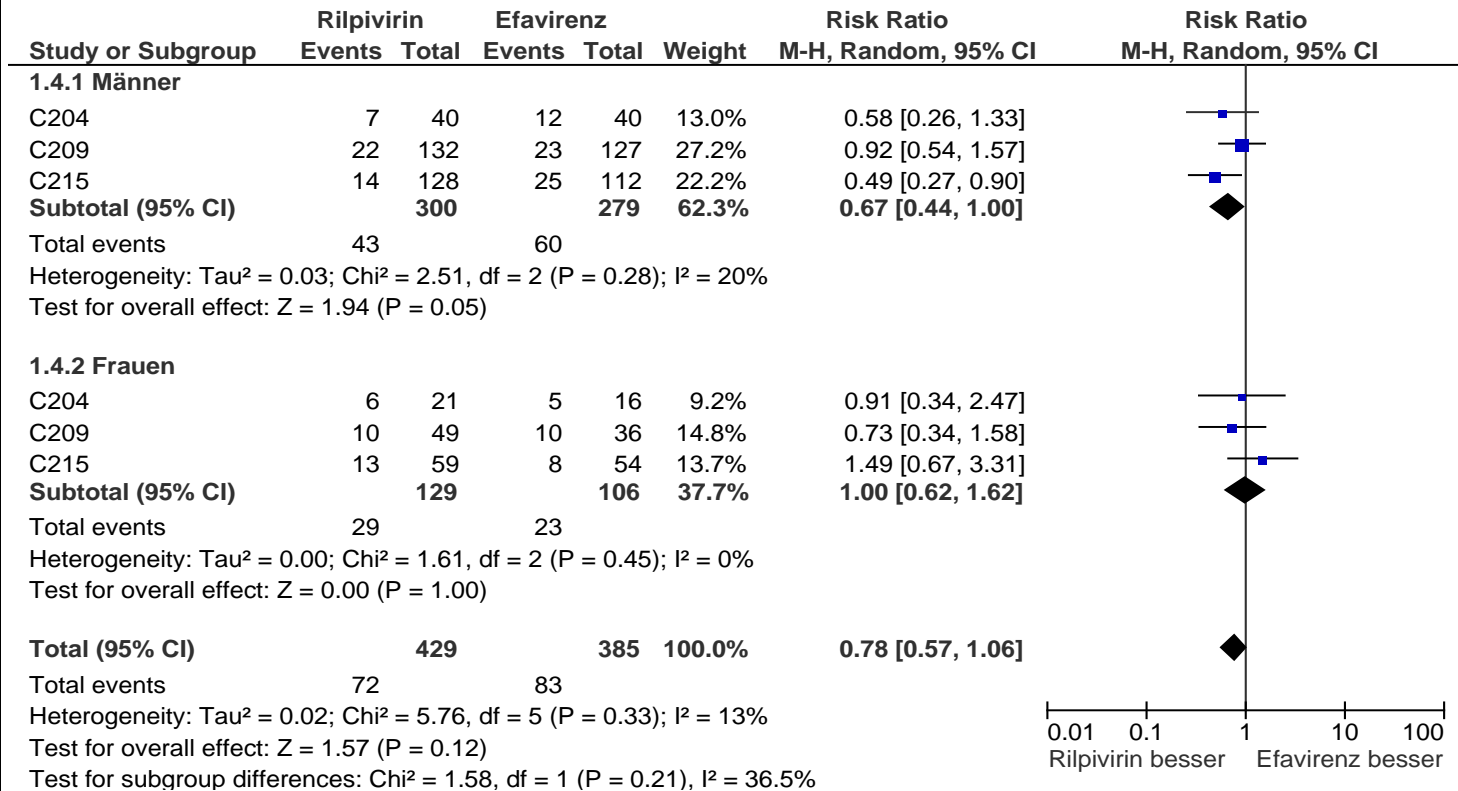 Rilpivirin Efavirenz Risk Ratio Risk Ratio
Study or Subgroup Events Total Events Total Weight M-H, Random, 95% CI M-H, Random, 95% CI
1.4.1 Männer
C204 7 40 12 40 13.0% 0.58 [0.26, 1.33]
C209 22 132 23 127 27.2% 0.92 [0.54, 1.57]
C215 14 128 25 112 22.2% 0.49 [0.27, 0.90]
Subtotal (95% CI) 300 279 62.3% 0.67 [0.44, 1.00]
Total events 43 60
Heterogeneity: Tau² = 0.03; Chi² = 2.51, df = 2 (P = 0.28); I² = 20%
Test for overall effect: Z = 1.94 (P = 0.05)
1.4.2 Frauen
C204 6 21 5 16 9.2% 0.91 [0.34, 2.47]
C209 10 49 10 36 14.8% 0.73 [0.34, 1.58]
C215 13 59 8 54 13.7% 1.49 [0.67, 3.31]
Subtotal (95% CI) 129 106 37.7% 1.00 [0.62, 1.62]
Total events 29 23
Heterogeneity: Tau² = 0.00; Chi² = 1.61, df = 2 (P = 0.45); I² = 0%
Test for overall effect: Z = 0.00 (P = 1.00)
Total (95% CI) 429 385 100.0% 0.78 [0.57, 1.06]
Total events 72 83
Heterogeneity: Tau² = 0.02; Chi² = 5.76, df = 5 (P = 0.33); I² = 13%
Test for overall effect: Z = 1.57 (P = 0.12)
Test for subgroup differences: Chi² = 1.58, df = 1 (P = 0.21), I² = 36.5%
0.01 0.1 1 10 100
Rilpivirin besser Efavirenz besser